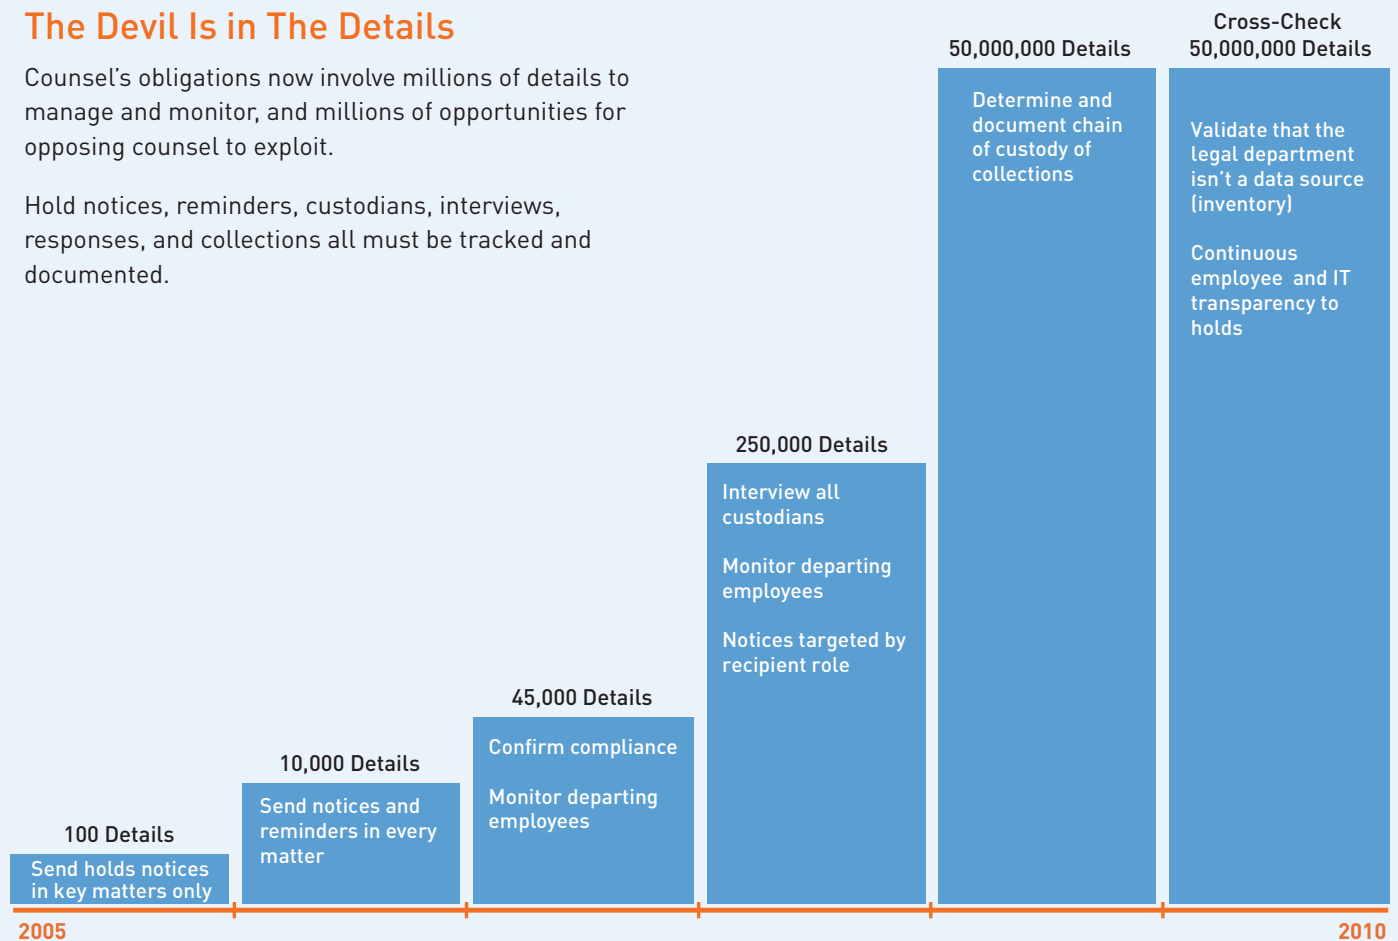 The Devil Is in The Details
Counsel's obligations now involve millions of details to
manage and monitor, and millions of opportunities for
opposing counsel to exploit.
Hold notices, reminders, custodians, interviews,
responses, and collections all must be tracked and
documented.
100 Details
Send holds notices
in key matters only
10,000 Details
Send notices and
reminders in every
matter
45,000 Details
Confirm compliance
Monitor departing
employees
250,000 Details
Interview all
custodians
Monitor departing
employees
Notices targeted by
recipient role
50,000,000 Details
Determine and
document chain
of custody of
collections
Cross-Check
50,000,000 Details
Validate that the
legal department
isn't a data source
(inventory)
Continuous
employee  and IT
transparency to
holds
2005
2010